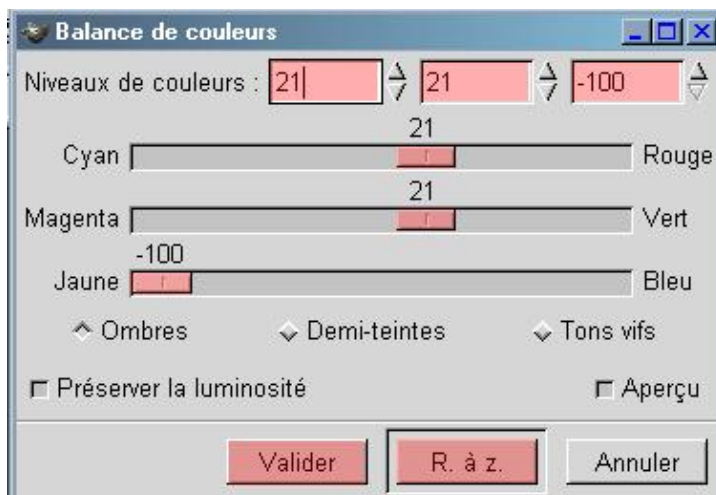 Balance de couleurs
Niveaux de couleurs : 21 21 -100
21
Cyan Rouge
21
Magenta Vert
-100
Jaune Bleu
Ombres Demi-teintes Tons vifs
Préserver la luminosité Aperçu
Valider R. à z. Annuler